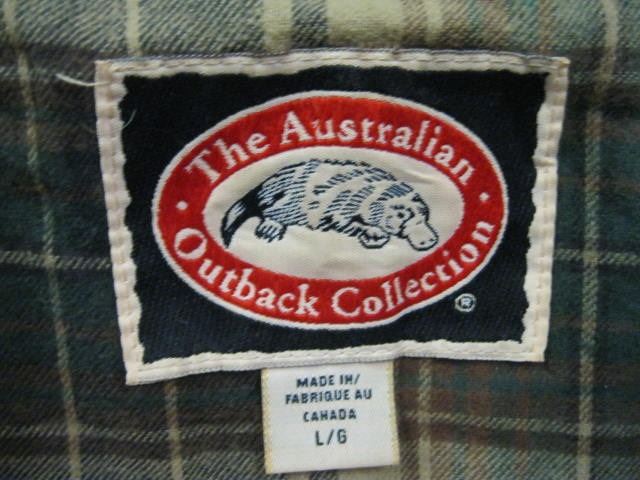 The Australian
Outback Collection
®
MADE IN/
FABRIQUE AU
CANADA
L/G